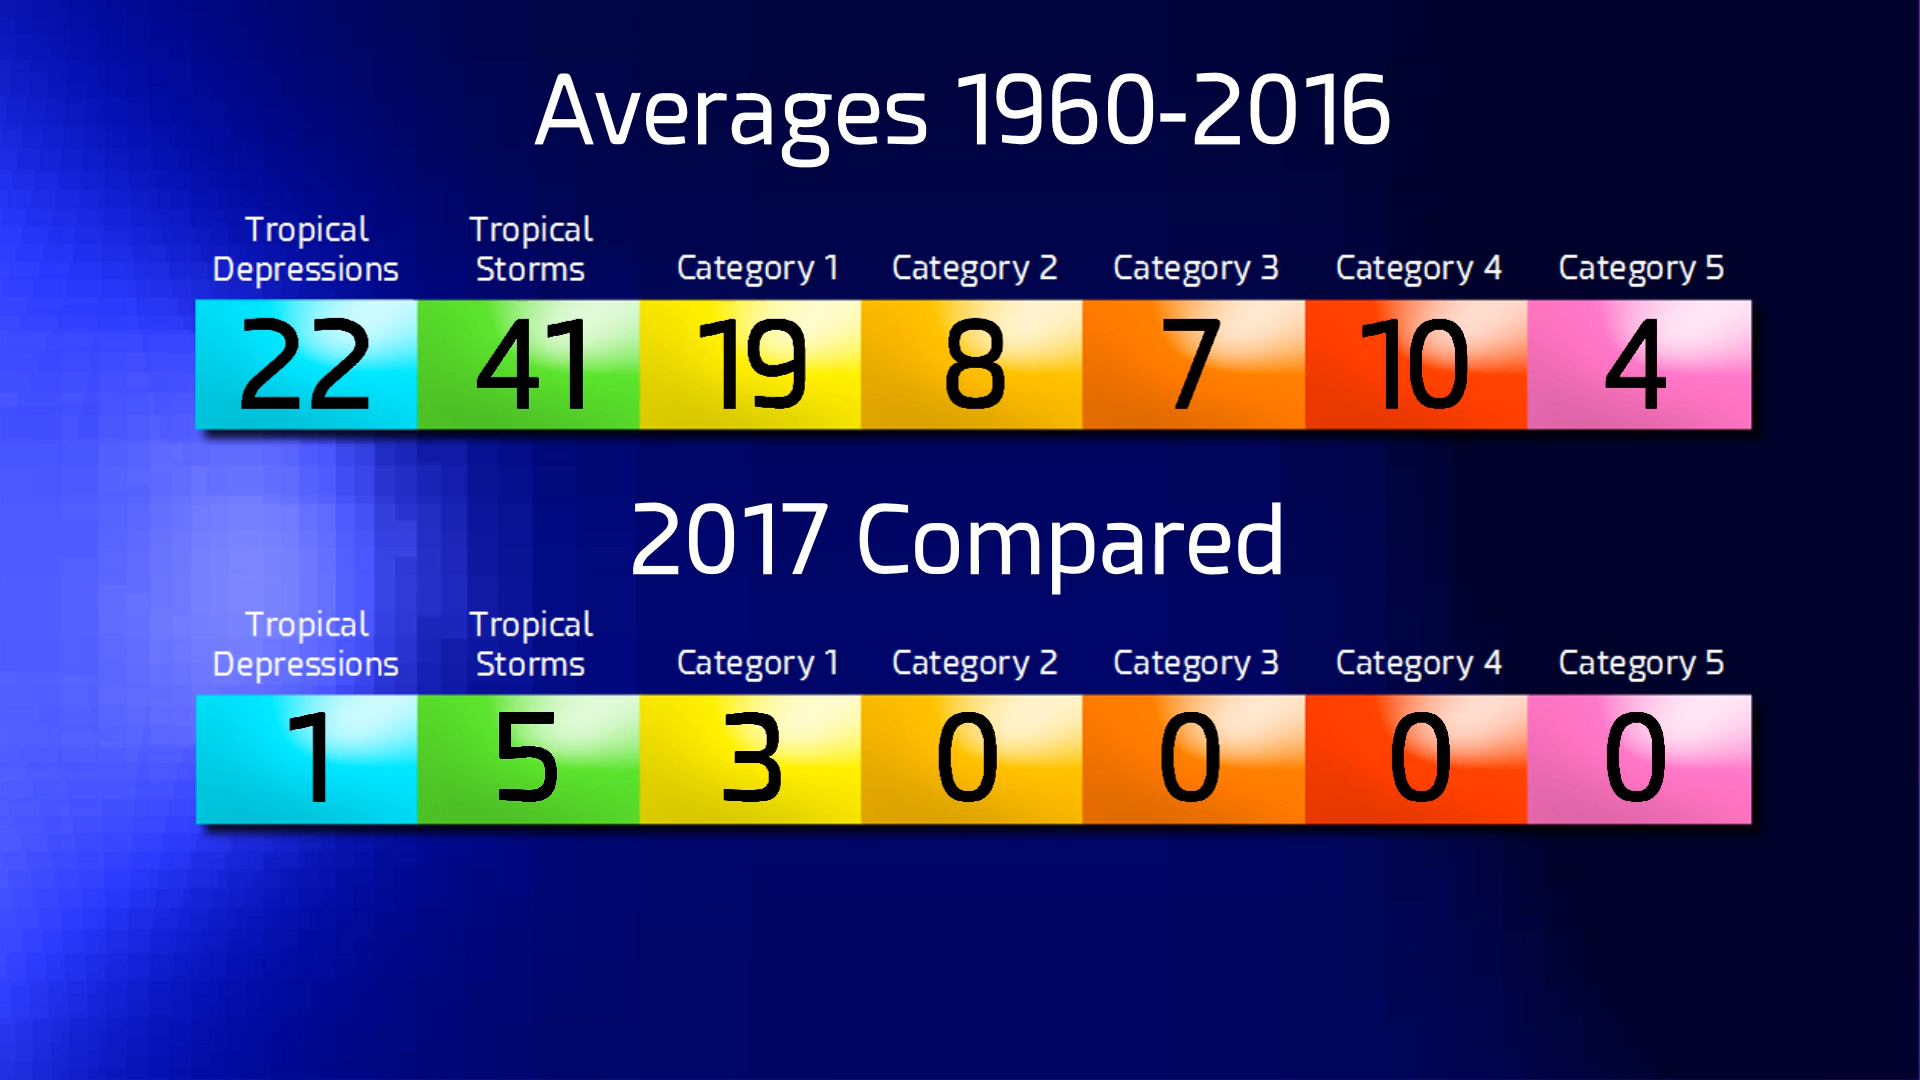 Averages 1960-2016
Tropical Depressions
Tropical Storms
Category 1
Category 2
Category 3
Category 4
Category 5
22 41 19 8 7 10 4
2017 Compared
Tropical Depressions
Tropical Storms
Category 1
Category 2
Category 3
Category 4
Category 5
1 5 3 0 0 0 0